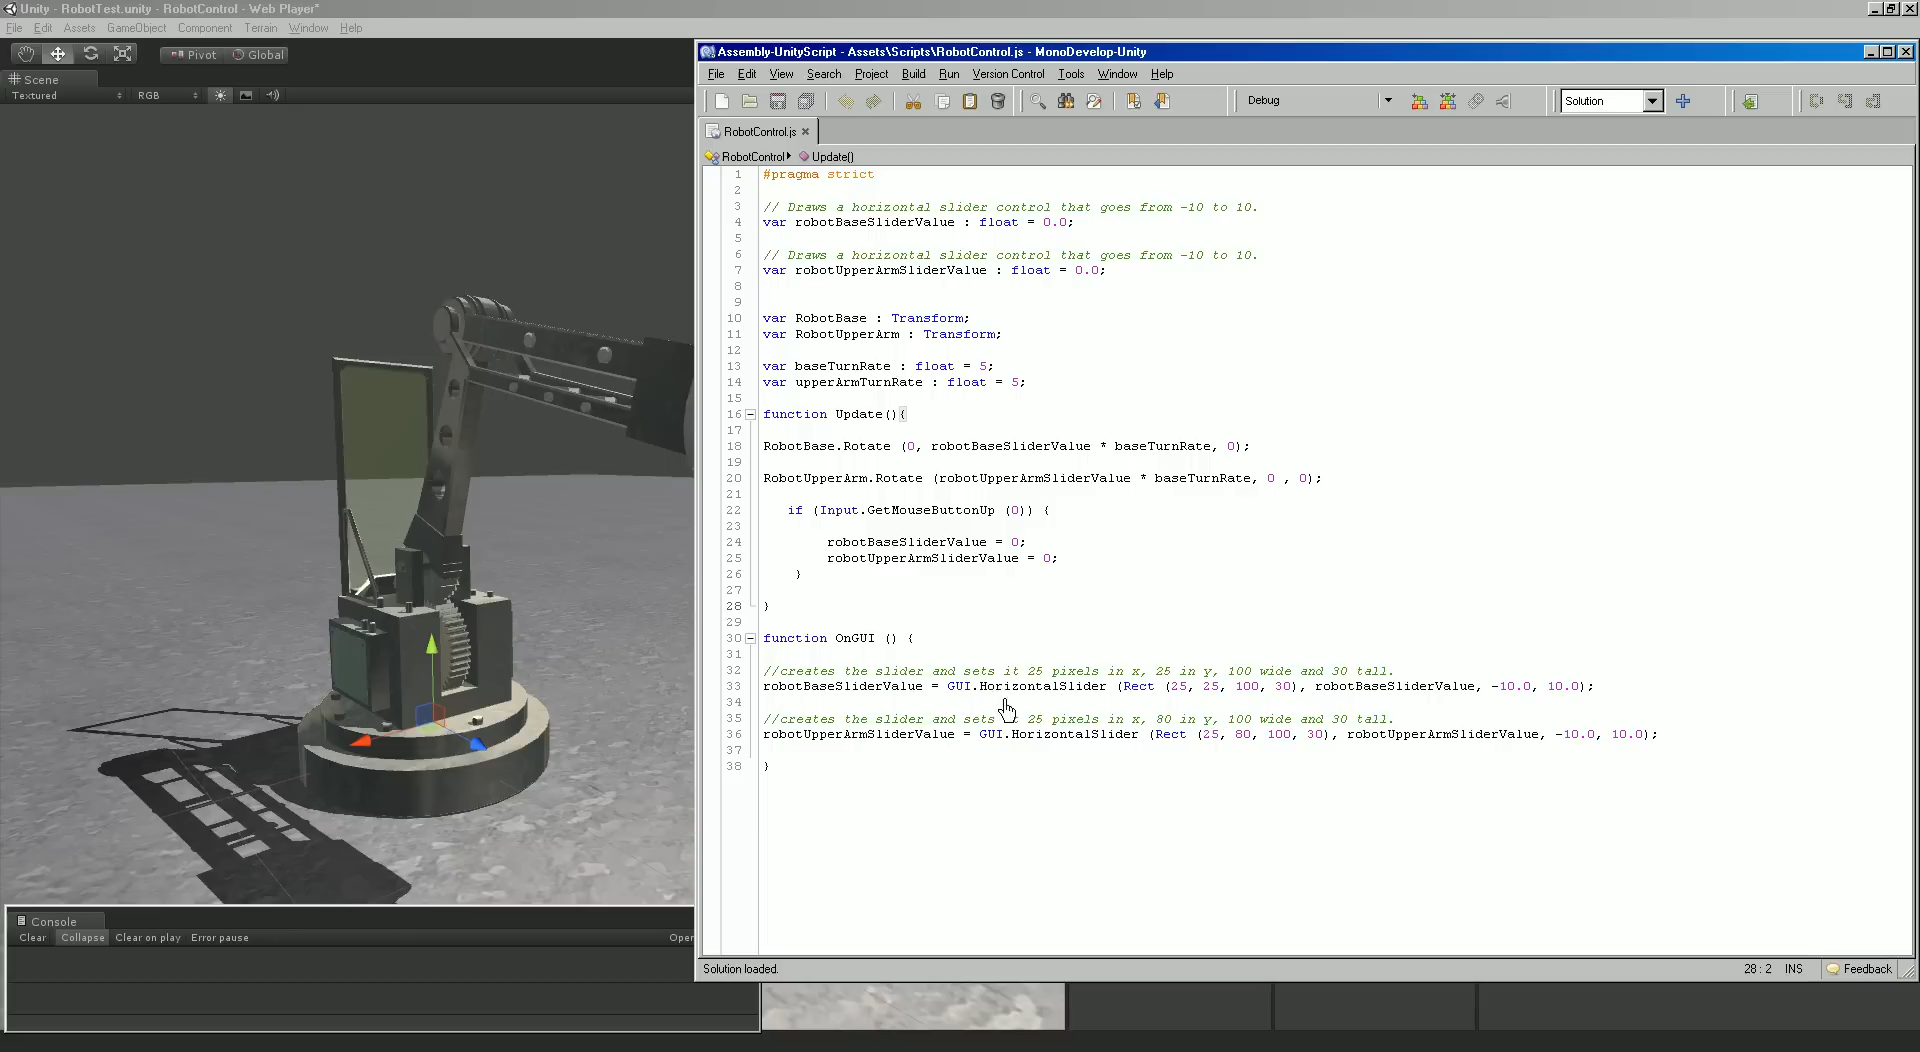 Unity - RobotTest.unity - RobotControl - Web Player*
File Edit Assets GameObject Component Terrain Window Help
Pivot Global
Scene
Textured RGB
Assembly-UnityScript - Assets\Scripts\RobotControl.js - MonoDevelop-Unity
File Edit View Search Project Build Run Version Control Tools Window Help
Debug Solution
RobotControl.js
RobotControl Update()
1 #pragma strict
2
3 // Draws a horizontal slider control that goes from -10 to 10.
4 var robotBaseSliderValue : float = 0.0;
5
6 // Draws a horizontal slider control that goes from -10 to 10.
7 var robotUpperArmSliderValue : float = 0.0;
8
9
10 var RobotBase : Transform;
11 var RobotUpperArm : Transform;
12
13 var baseTurnRate : float = 5;
14 var upperArmTurnRate : float = 5;
15
16 function Update(){
17
18 RobotBase.Rotate (0, robotBaseSliderValue * baseTurnRate, 0);
19
20 RobotUpperArm.Rotate (robotUpperArmSliderValue * baseTurnRate, 0 , 0);
21
22 if (Input.GetMouseButtonUp (0)) {
23
24 robotBaseSliderValue = 0;
25 robotUpperArmSliderValue = 0;
26 }
27
28 }
29
30 function OnGUI () {
31
32 //creates the slider and sets it 25 pixels in x, 25 in y, 100 wide and 30 tall.
33 robotBaseSliderValue = GUI.HorizontalSlider (Rect (25, 25, 100, 30), robotBaseSliderValue, -10.0, 10.0);
34
35 //creates the slider and sets it 25 pixels in x, 80 in y, 100 wide and 30 tall.
36 robotUpperArmSliderValue = GUI.HorizontalSlider (Rect (25, 80, 100, 30), robotUpperArmSliderValue, -10.0, 10.0);
37
38 }
Console
Clear Collapse Clear on play Error pause Open
Solution loaded. 28 : 2 INS Feedback